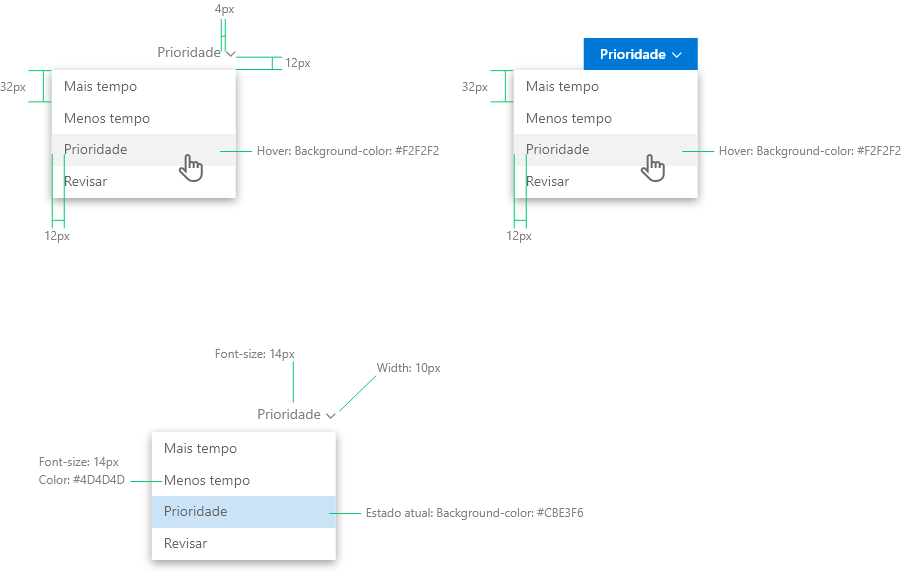 4px
Prioridade
12px
32px
Mais tempo
Menos tempo
Prioridade
Hover: Background-color: #F2F2F2
Revisar
12px
Prioridade
32px
Mais tempo
Menos tempo
Prioridade
Hover: Background-color: #F2F2F2
Revisar
12px
Font-size: 14px
Width: 10px
Prioridade
Mais tempo
Font-size: 14px
Color: #4D4D4D
Menos tempo
Prioridade
Estado atual: Background-color: #CBE3F6
Revisar